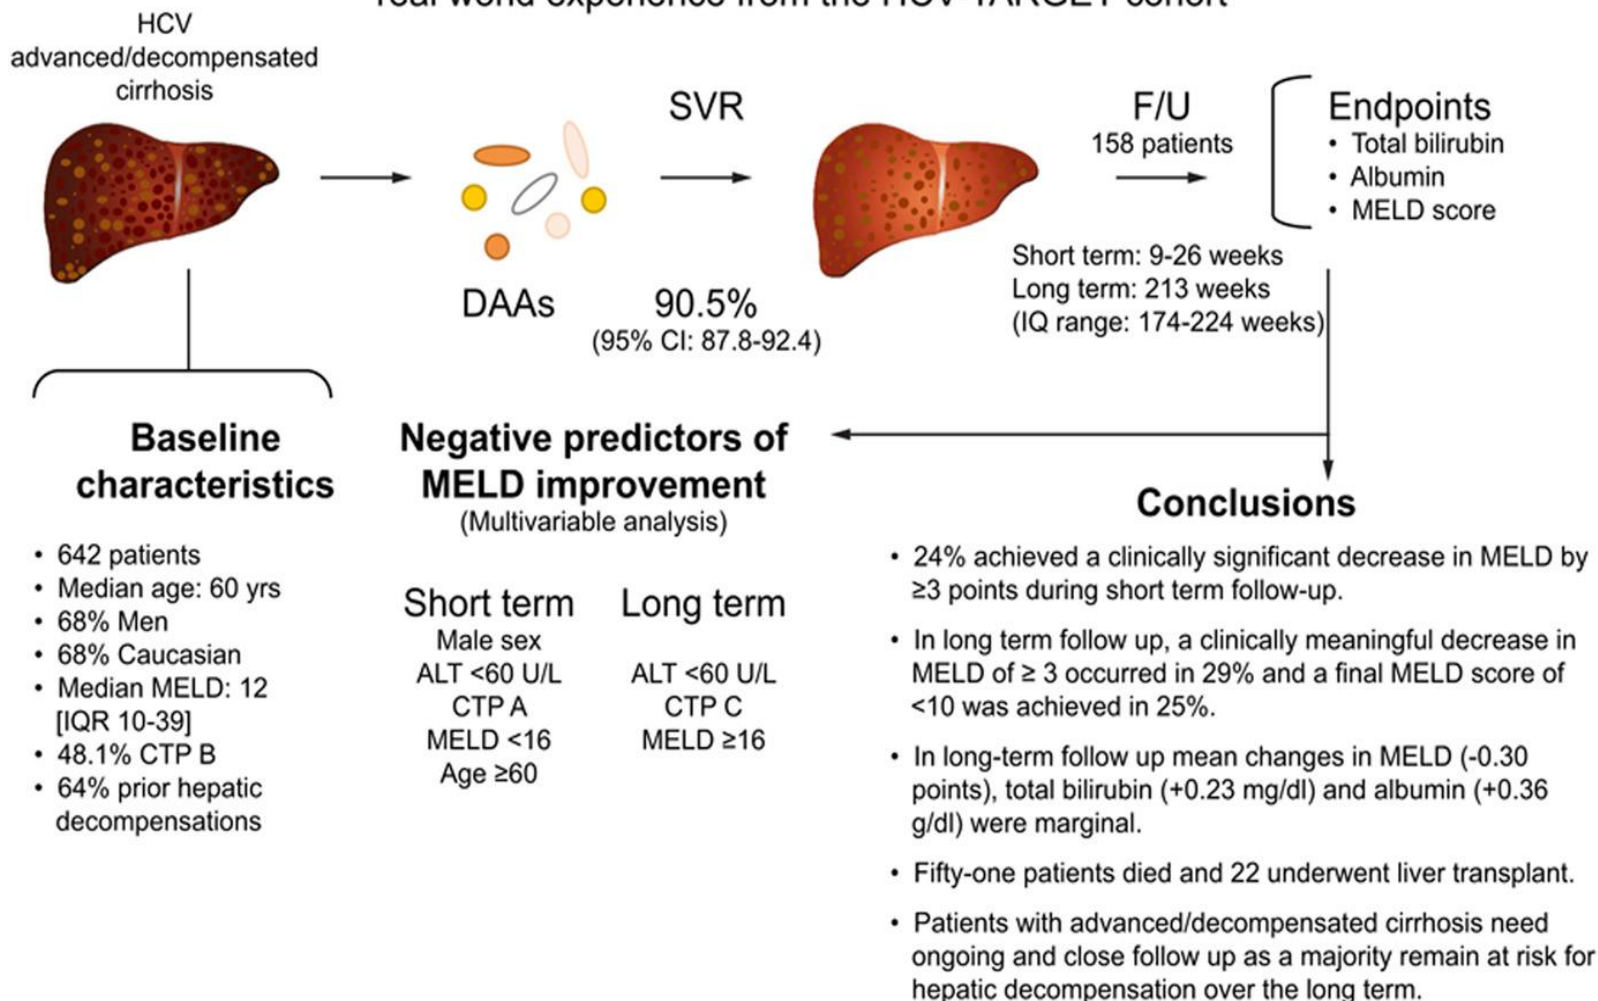 real world experience from the HCV-TARGET cohort
HCV
advanced/decompensated
cirrhosis
SVR
F/U
158 patients
Endpoints
• Total bilirubin
• Albumin
• MELD score
DAAs
90.5%
(95% CI: 87.8-92.4)
Short term: 9-26 weeks
Long term: 213 weeks
(IQ range: 174-224 weeks)
Baseline
characteristics
• 642 patients
• Median age: 60 yrs
• 68% Men
• 68% Caucasian
• Median MELD: 12
[IQR 10-39]
• 48.1% CTP B
• 64% prior hepatic
decompensations
Negative predictors of
MELD improvement
(Multivariable analysis)
Short term
Male sex
ALT <60 U/L
CTP A
MELD <16
Age ≥60
Long term
ALT <60 U/L
CTP C
MELD ≥16
Conclusions
• 24% achieved a clinically significant decrease in MELD by
≥3 points during short term follow-up.
• In long term follow up, a clinically meaningful decrease in
MELD of ≥ 3 occurred in 29% and a final MELD score of
<10 was achieved in 25%.
• In long-term follow up mean changes in MELD (-0.30
points), total bilirubin (+0.23 mg/dl) and albumin (+0.36
g/dl) were marginal.
• Fifty-one patients died and 22 underwent liver transplant.
• Patients with advanced/decompensated cirrhosis need
ongoing and close follow up as a majority remain at risk for
hepatic decompensation over the long term.